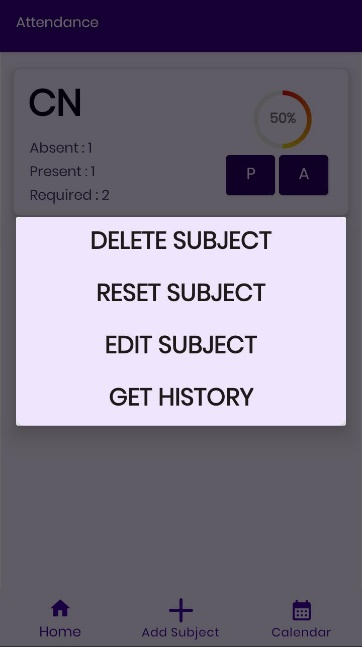 Attendance
CN
50%
Absent : 1
Present : 1
P A
Required : 2
DELETE SUBJECT
RESET SUBJECT
EDIT SUBJECT
GET HISTORY
Home Add Subject Calendar